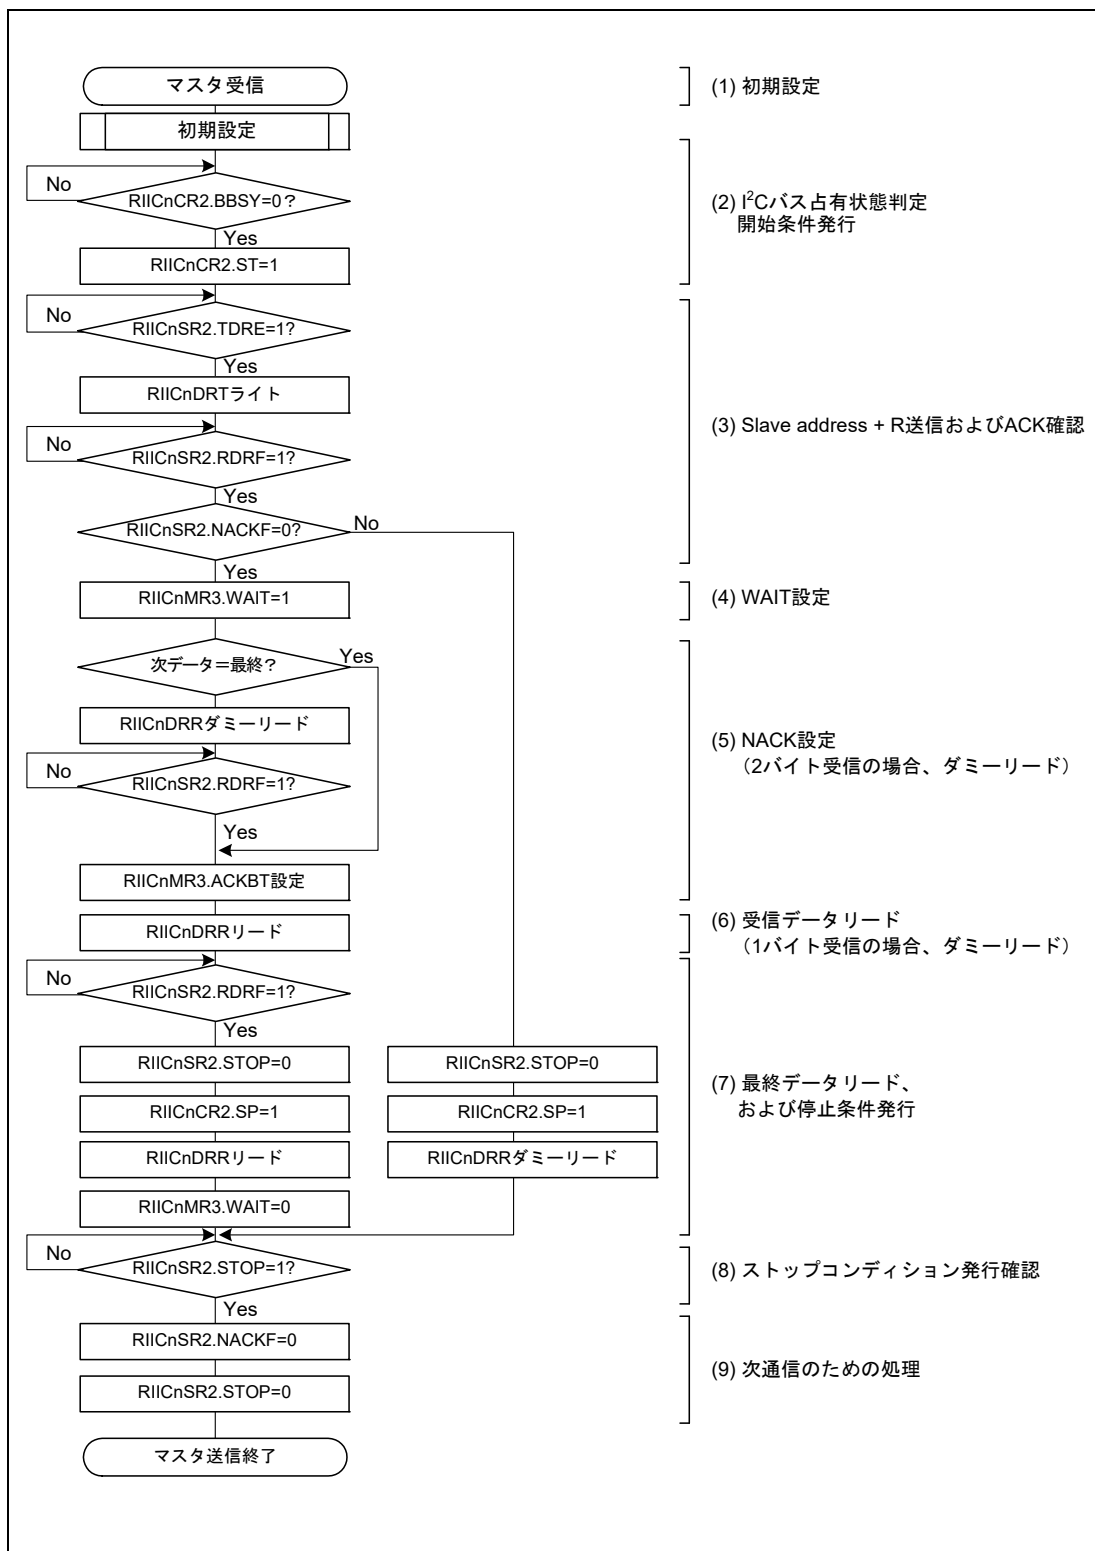 マスタ受信
(1) 初期設定
初期設定
No
RIICnCR2.BBSY=0？
Yes
RIICnCR2.ST=1
(2) I²Cバス占有状態判定
開始条件発行
No
RIICnSR2.TDRE=1?
Yes
RIICnDRTライト
No
RIICnSR2.RDRF=1?
Yes
RIICnSR2.NACKF=0?
No
Yes
(3) Slave address + R送信およびACK確認
RIICnMR3.WAIT=1
(4) WAIT設定
次データ＝最終？
Yes
RIICnDRRダミーリード
No
RIICnSR2.RDRF=1?
Yes
RIICnMR3.ACKBT設定
(5) NACK設定
（2バイト受信の場合、ダミーリード）
RIICnDRRリード
(6) 受信データリード
（1バイト受信の場合、ダミーリード）
No
RIICnSR2.RDRF=1?
Yes
RIICnSR2.STOP=0
RIICnCR2.SP=1
RIICnDRRリード
RIICnMR3.WAIT=0
RIICnSR2.STOP=0
RIICnCR2.SP=1
RIICnDRRダミーリード
(7) 最終データリード、
および停止条件発行
No
RIICnSR2.STOP=1?
Yes
(8) ストップコンディション発行確認
RIICnSR2.NACKF=0
RIICnSR2.STOP=0
(9) 次通信のための処理
マスタ送信終了